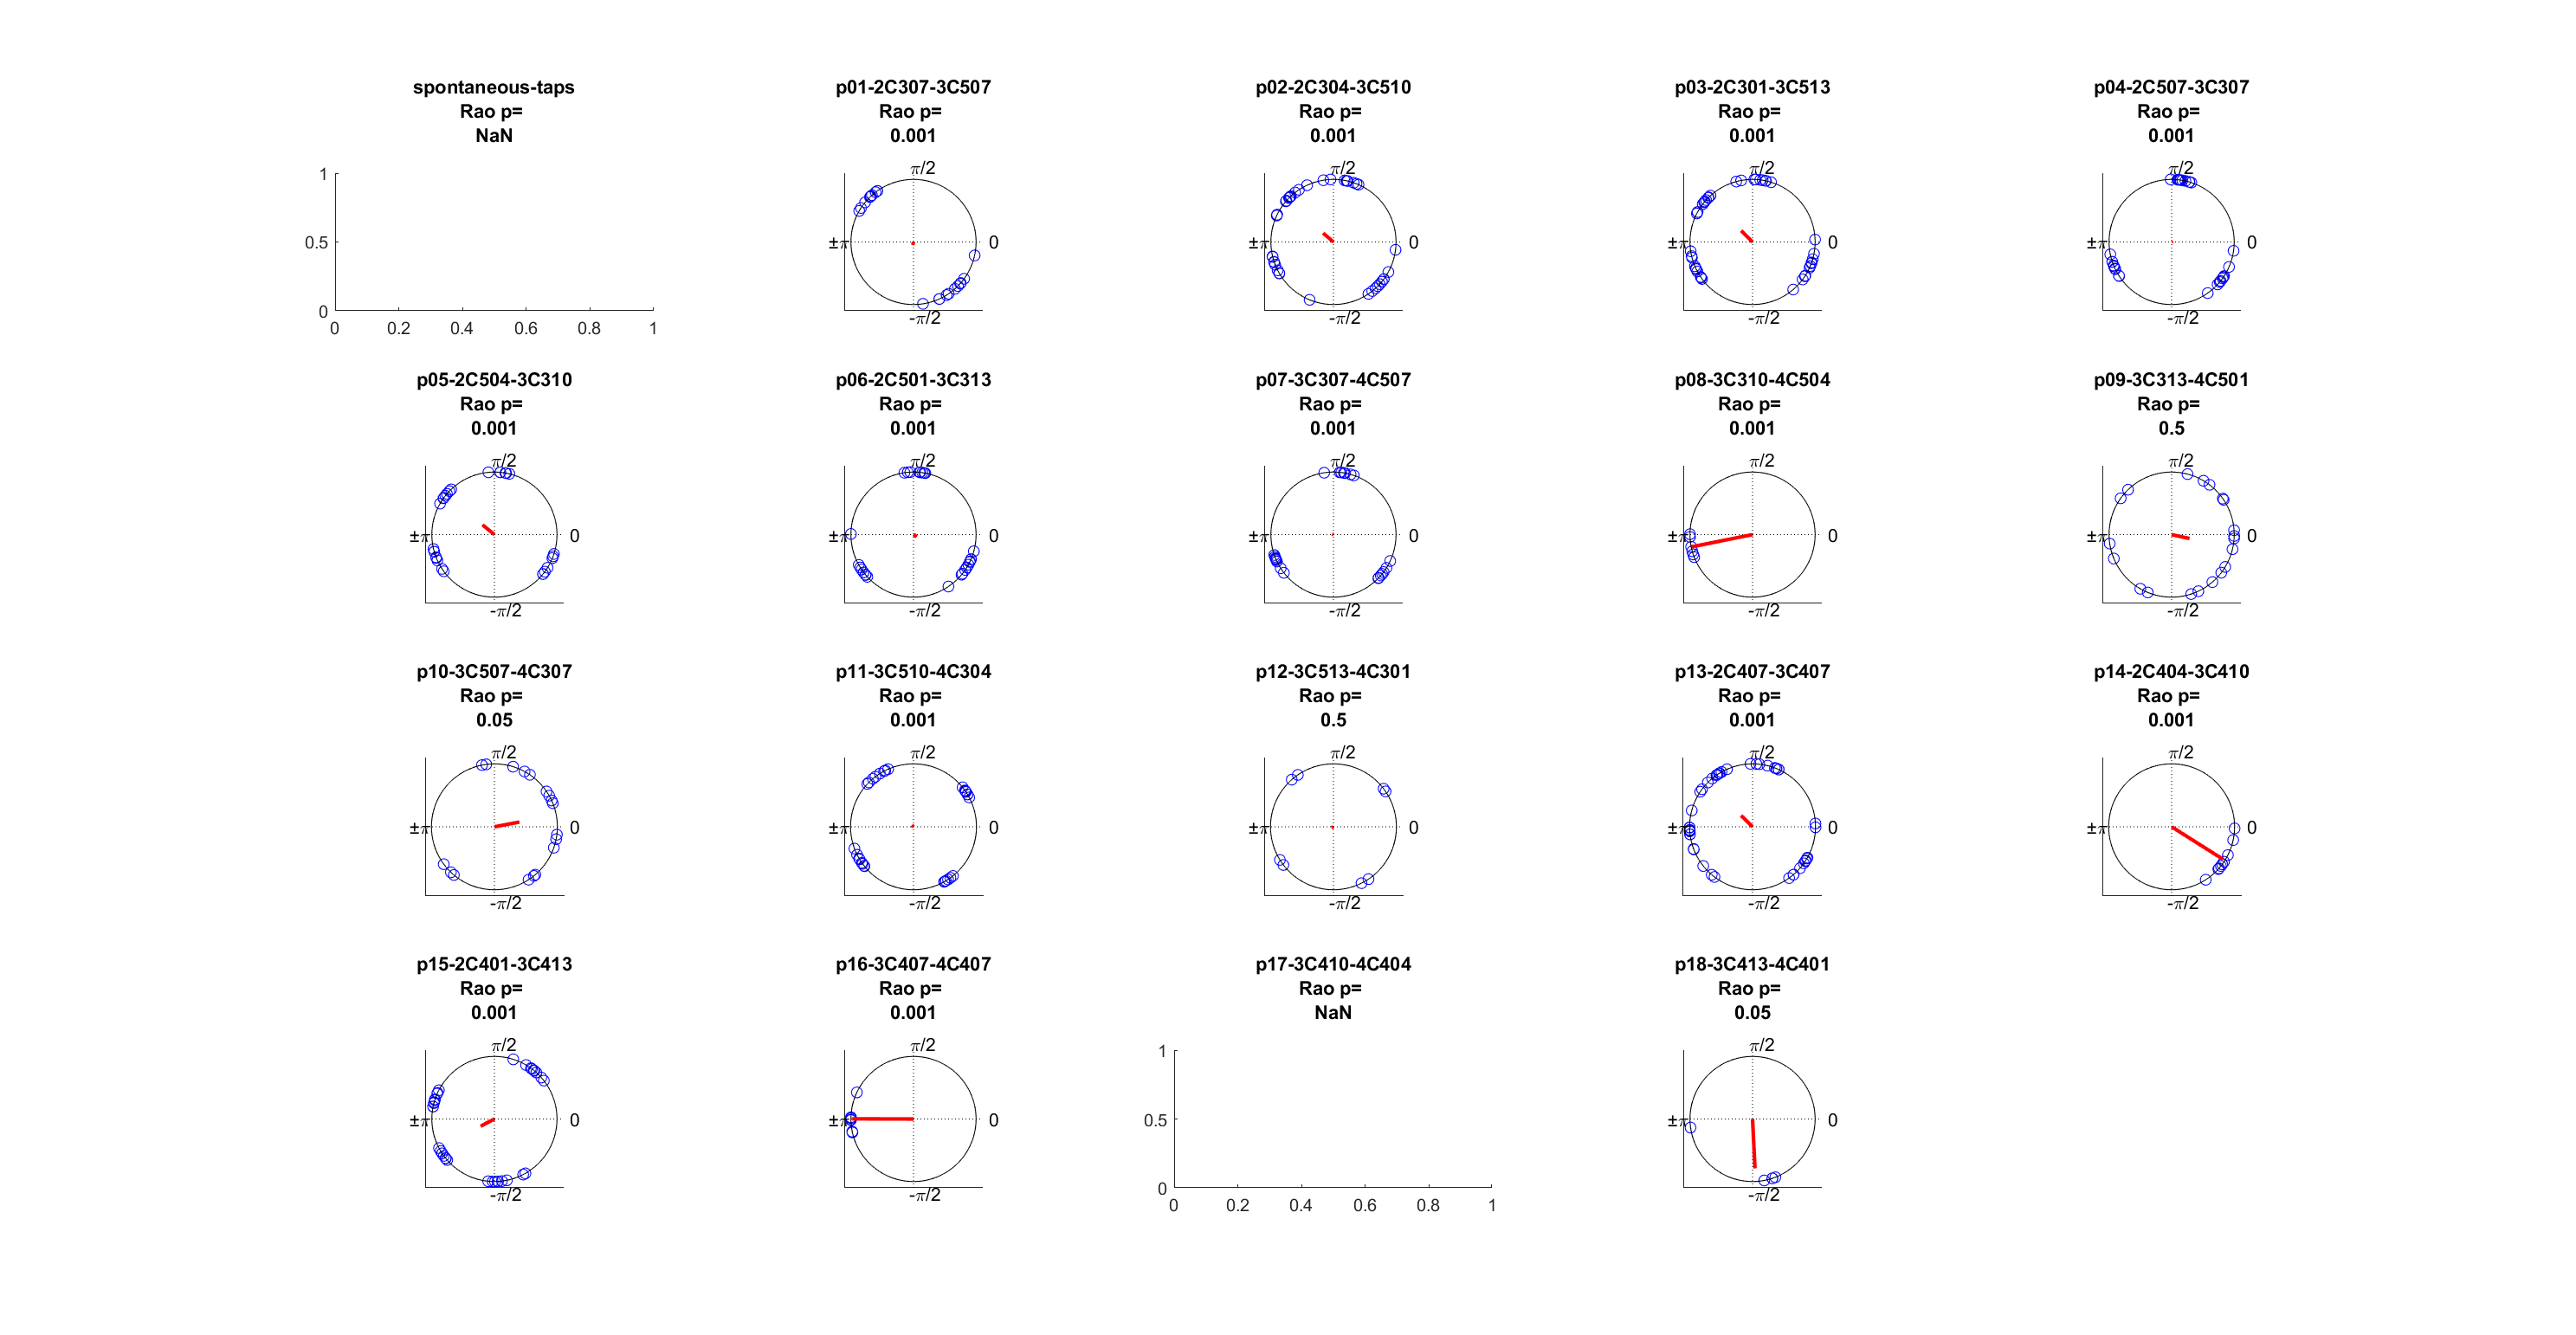 spontaneous-taps
Rao p=
NaN
1
0.5
0
0 0.2 0.4 0.6 0.8 1
p01-2C307-3C507
Rao p=
0.001
π/2
±π 0
-π/2
p02-2C304-3C510
Rao p=
0.001
π/2
±π 0
-π/2
p03-2C301-3C513
Rao p=
0.001
π/2
±π 0
-π/2
p04-2C507-3C307
Rao p=
0.001
π/2
±π 0
-π/2
p05-2C504-3C310
Rao p=
0.001
π/2
±π 0
-π/2
p06-2C501-3C313
Rao p=
0.001
π/2
±π 0
-π/2
p07-3C307-4C507
Rao p=
0.001
π/2
±π 0
-π/2
p08-3C310-4C504
Rao p=
0.001
π/2
±π 0
-π/2
p09-3C313-4C501
Rao p=
0.5
π/2
±π 0
-π/2
p10-3C507-4C307
Rao p=
0.05
π/2
±π 0
-π/2
p11-3C510-4C304
Rao p=
0.001
π/2
±π 0
-π/2
p12-3C513-4C301
Rao p=
0.5
π/2
±π 0
-π/2
p13-2C407-3C407
Rao p=
0.001
π/2
±π 0
-π/2
p14-2C404-3C410
Rao p=
0.001
π/2
±π 0
-π/2
p15-2C401-3C413
Rao p=
0.001
π/2
±π 0
-π/2
p16-3C407-4C407
Rao p=
0.001
π/2
±π 0
-π/2
p17-3C410-4C404
Rao p=
NaN
1
0.5
0
0 0.2 0.4 0.6 0.8 1
p18-3C413-4C401
Rao p=
0.05
π/2
±π 0
-π/2